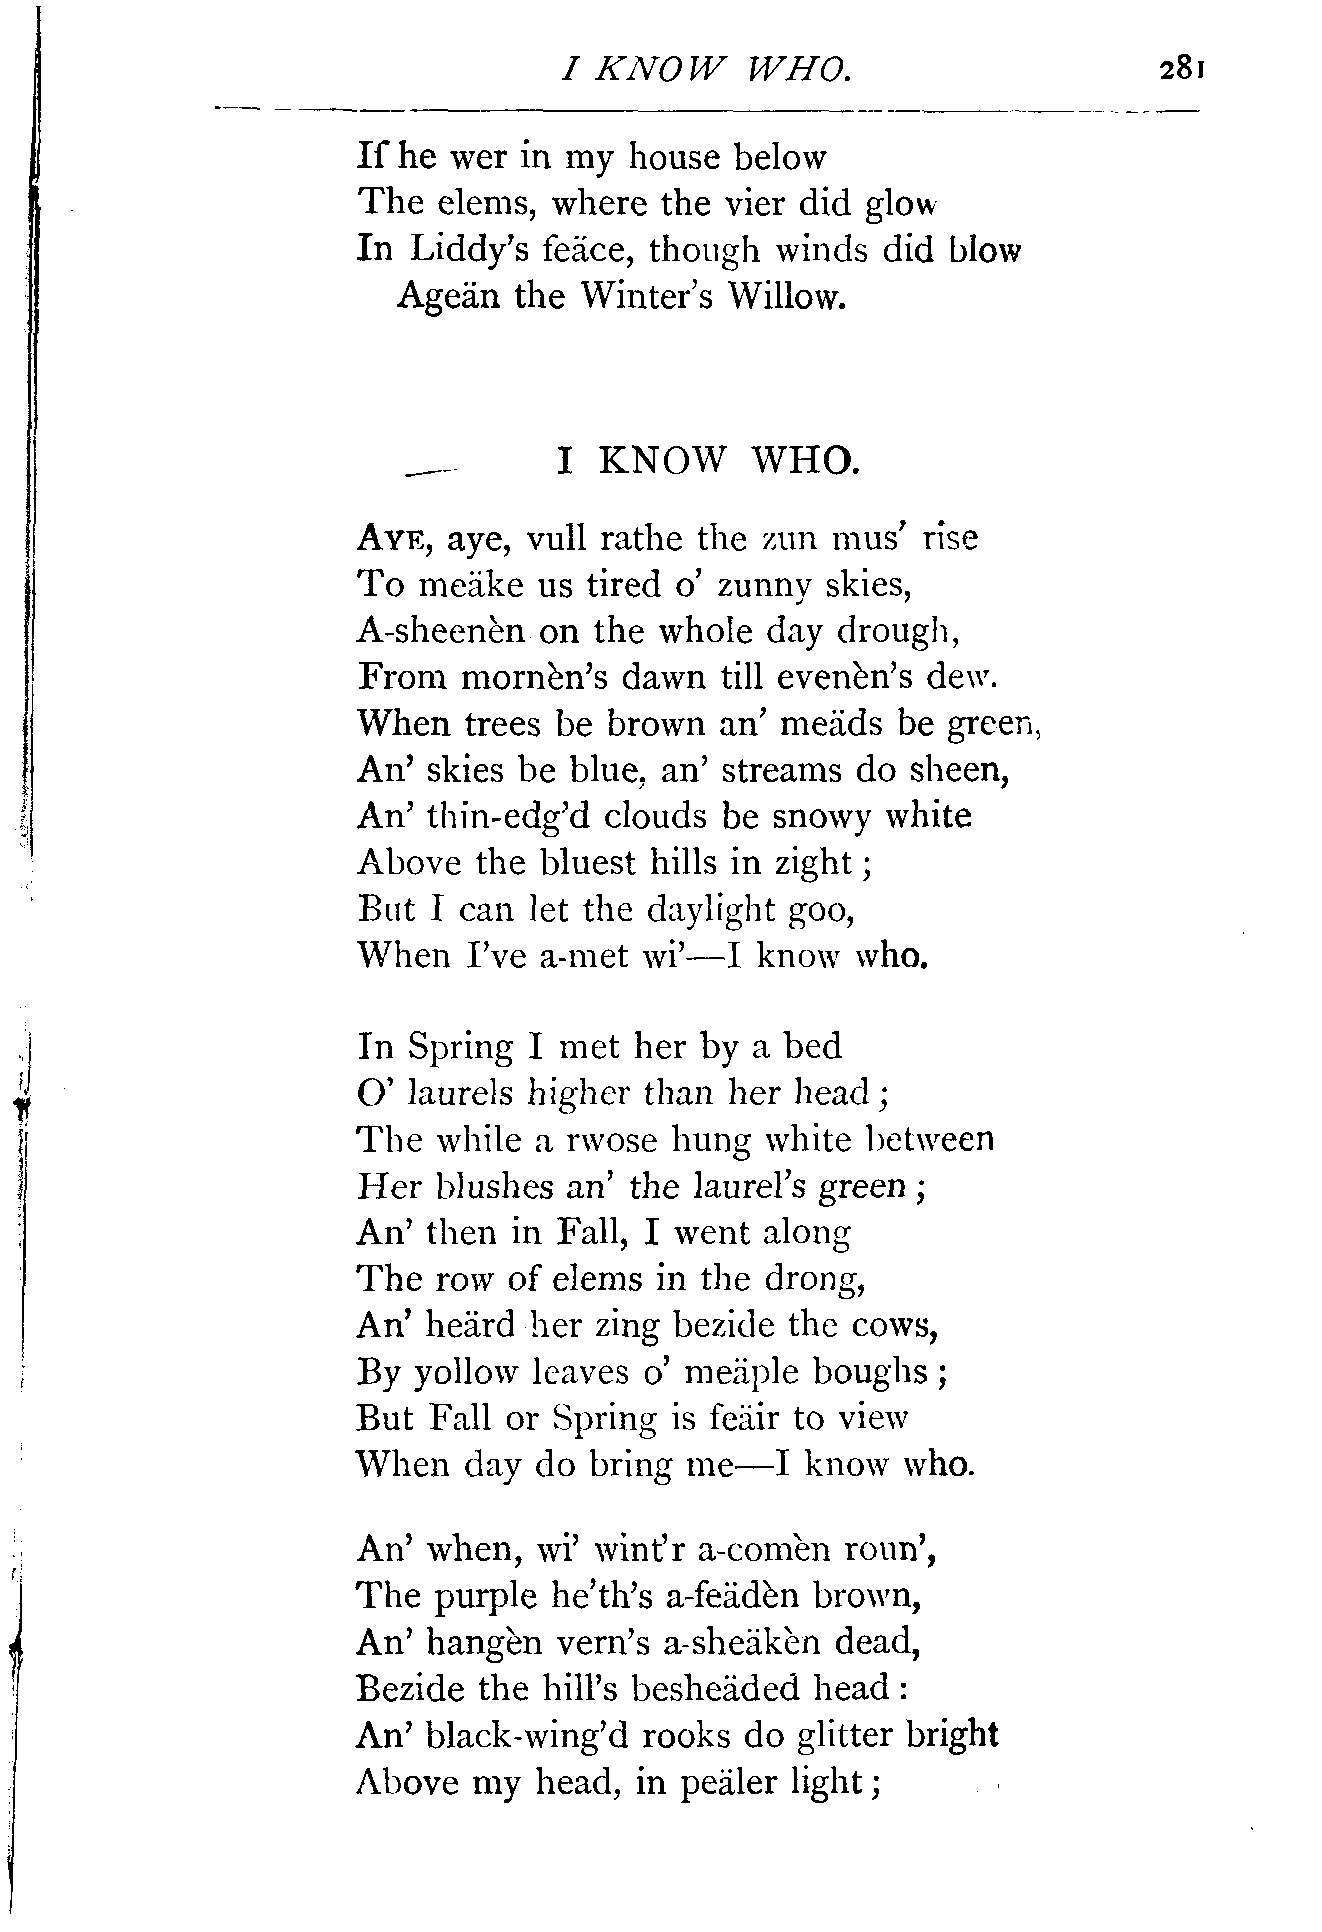 I KNOW WHO. 281
If he wer in my house below
The elems, where the vier did glow
In Liddy's feäce, though winds did blow
Ageän the Winter's Willow.
I KNOW WHO.
AYE, aye, vull rathe the zun mus' rise
To meäke us tired o' zunny skies,
A-sheenèn on the whole day drough,
From mornèn's dawn till evenèn's dew.
When trees be brown an' meäds be green,
An' skies be blue, an' streams do sheen,
An' thin-edg'd clouds be snowy white
Above the bluest hills in zight;
But I can let the daylight goo,
When I've a-met wi'—I know who.
In Spring I met her by a bed
O' laurels higher than her head;
The while a rwose hung white between
Her blushes an' the laurel's green;
An' then in Fall, I went along
The row of elems in the drong,
An' heärd her zing bezide the cows,
By yollow leaves o' meäple boughs;
But Fall or Spring is feäir to view
When day do bring me—I know who.
An' when, wi' wint'r a-comèn roun',
The purple he'th's a-feädèn brown,
An' hangèn vern's a-sheäkèn dead,
Bezide the hill's besheäded head:
An' black-wing'd rooks do glitter bright
Above my head, in peäler light;